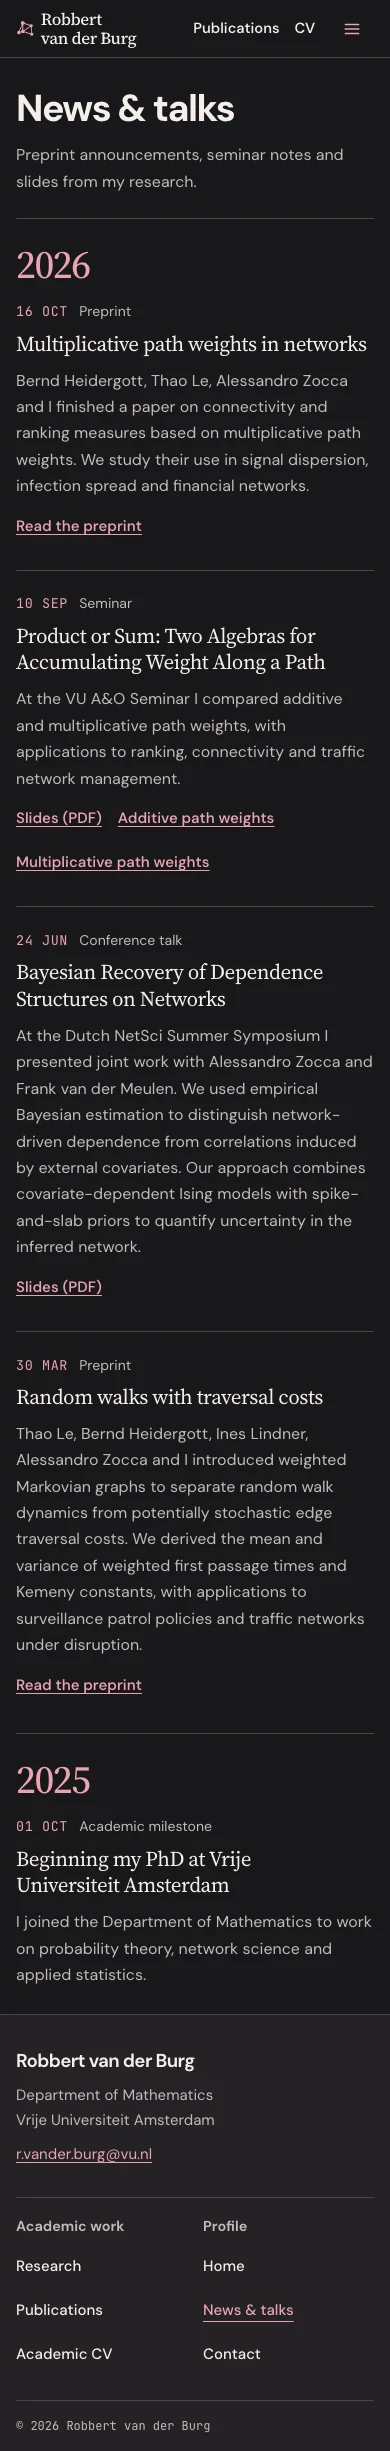 Robbert
van der Burg
Publications CV
News & talks
Preprint announcements, seminar notes and
slides from my research.
2026
16 OCT Preprint
Multiplicative path weights in networks
Bernd Heidergott, Thao Le, Alessandro Zocca
and I finished a paper on connectivity and
ranking measures based on multiplicative path
weights. We study their use in signal dispersion,
infection spread and financial networks.
Read the preprint
10 SEP Seminar
Product or Sum: Two Algebras for
Accumulating Weight Along a Path
At the VU A&O Seminar I compared additive
and multiplicative path weights, with
applications to ranking, connectivity and traffic
network management.
Slides (PDF) Additive path weights
Multiplicative path weights
24 JUN Conference talk
Bayesian Recovery of Dependence
Structures on Networks
At the Dutch NetSci Summer Symposium I
presented joint work with Alessandro Zocca and
Frank van der Meulen. We used empirical
Bayesian estimation to distinguish network-
driven dependence from correlations induced
by external covariates. Our approach combines
covariate-dependent Ising models with spike-
and-slab priors to quantify uncertainty in the
inferred network.
Slides (PDF)
30 MAR Preprint
Random walks with traversal costs
Thao Le, Bernd Heidergott, Ines Lindner,
Alessandro Zocca and I introduced weighted
Markovian graphs to separate random walk
dynamics from potentially stochastic edge
traversal costs. We derived the mean and
variance of weighted first passage times and
Kemeny constants, with applications to
surveillance patrol policies and traffic networks
under disruption.
Read the preprint
2025
01 OCT Academic milestone
Beginning my PhD at Vrije
Universiteit Amsterdam
I joined the Department of Mathematics to work
on probability theory, network science and
applied statistics.
Robbert van der Burg
Department of Mathematics
Vrije Universiteit Amsterdam
r.vander.burg@vu.nl
Academic work Profile
Research Home
Publications News & talks
Academic CV Contact
© 2026 Robbert van der Burg